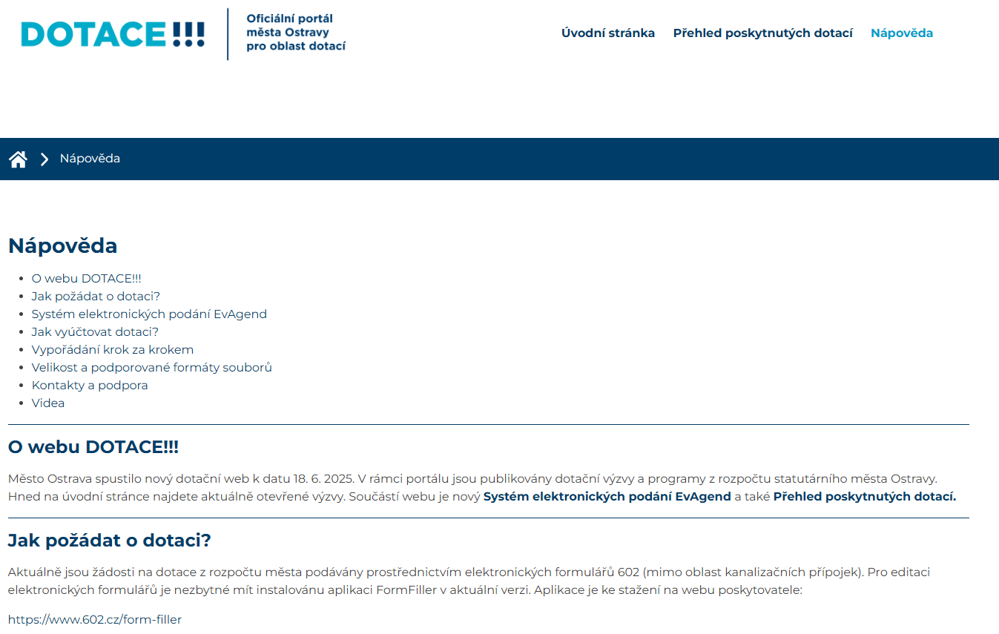 DOTACE!!!
Oficiální portál
města Ostravy
pro oblast dotací
Úvodní stránka
Přehled poskytnutých dotací
Nápověda
Nápověda
Nápověda
O webu DOTACE!!!
Jak požádat o dotaci?
Systém elektronických podání EvAgend
Jak vyúčtovat dotaci?
Vypořádání krok za krokem
Velikost a podporované formáty souborů
Kontakty a podpora
Videa
O webu DOTACE!!!
Město Ostrava spustilo nový dotační web k datu 18. 6. 2025. V rámci portálu jsou publikovány dotační výzvy a programy z rozpočtu statutárního města Ostravy.
Hned na úvodní stránce najdete aktuálně otevřené výzvy. Součástí webu je nový Systém elektronických podání EvAgend a také Přehled poskytnutých dotací.
Jak požádat o dotaci?
Aktuálně jsou žádosti na dotace z rozpočtu města podávány prostřednictvím elektronických formulářů 602 (mimo oblast kanalizačních přípojek). Pro editaci
elektronických formulářů je nezbytné mít instalovánu aplikaci FormFiller v aktuální verzi. Aplikace je ke stažení na webu poskytovatele:
https://www.602.cz/form-filler